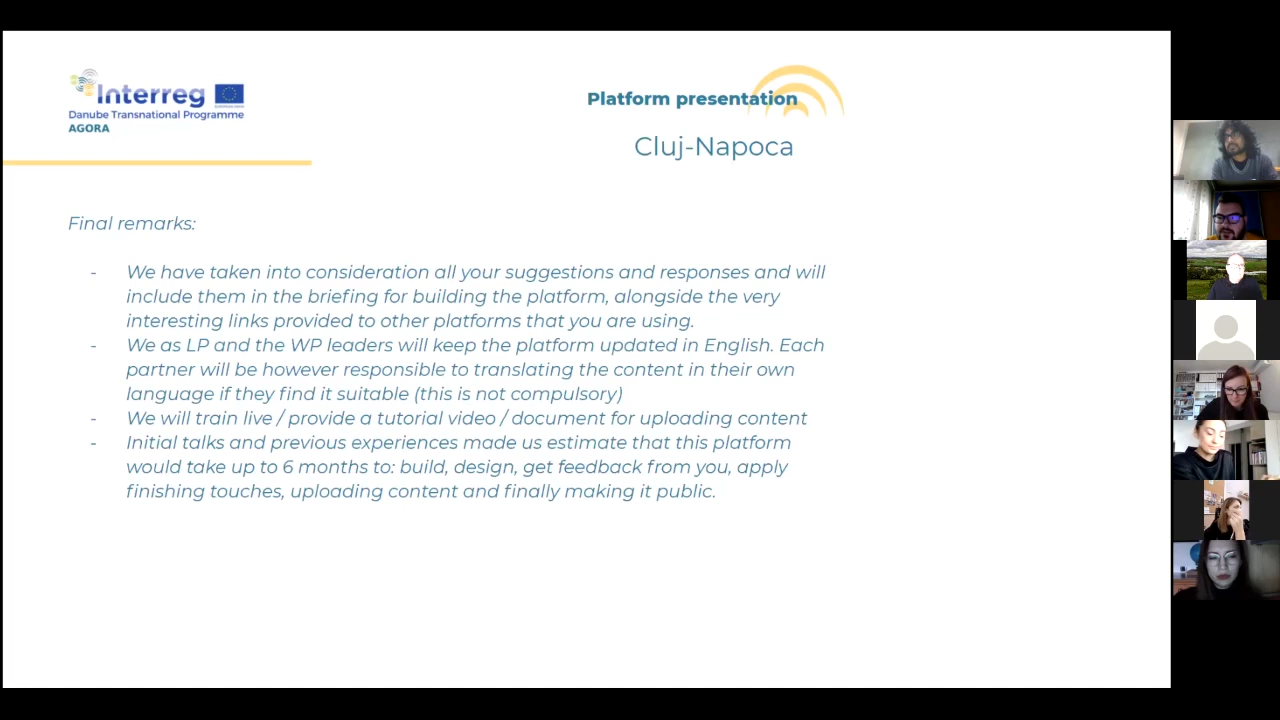 Interreg
EUROPEAN UNION
Danube Transnational Programme
AGORA
Platform presentation
Cluj-Napoca
Final remarks:
- We have taken into consideration all your suggestions and responses and will
include them in the briefing for building the platform, alongside the very
interesting links provided to other platforms that you are using.
- We as LP and the WP leaders will keep the platform updated in English. Each
partner will be however responsible to translating the content in their own
language if they find it suitable (this is not compulsory)
- We will train live / provide a tutorial video / document for uploading content
- Initial talks and previous experiences made us estimate that this platform
would take up to 6 months to: build, design, get feedback from you, apply
finishing touches, uploading content and finally making it public.